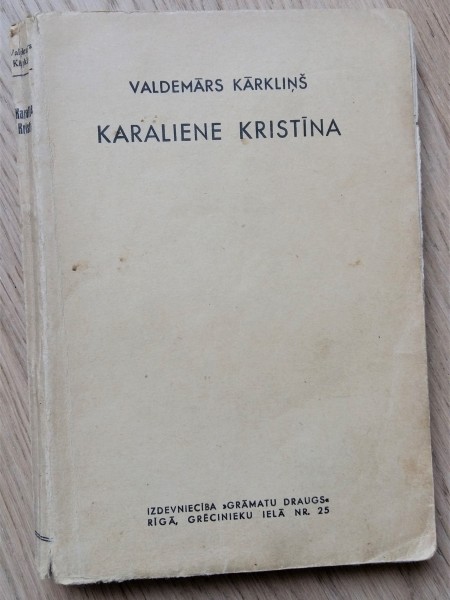 VALDEMĀRS KĀRKLIŅŠ
KARALIENE KRISTĪNA
IZDEVNIECĪBA »GRĀMATU DRAUGS«
RĪGĀ, GRĒCINIEKU IELĀ NR. 25